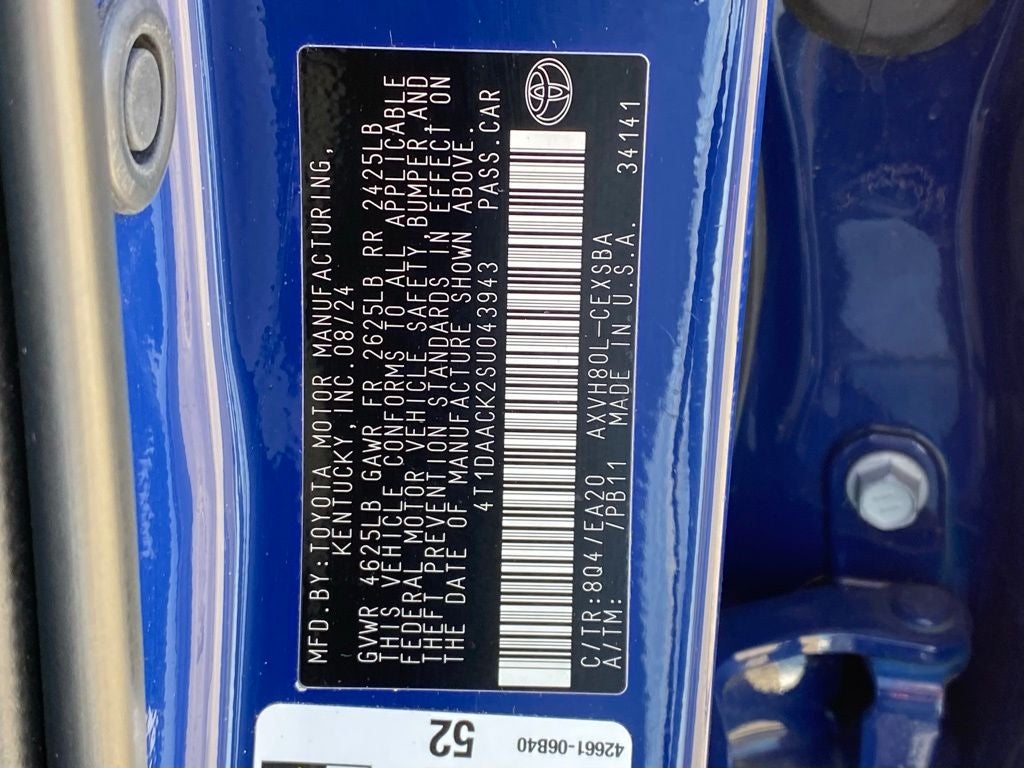 MFD.BY:TOYOTA MOTOR MANUFACTURING,
KENTUCKY,INC.08/24
GVWR 4625LB GAWR FR 2625LB RR 2425LB
THIS VEHICLE CONFORMS TO ALL APPLICABLE
FEDERAL MOTOR VEHICLE SAFETY, BUMPER,AND
THEFT PREVENTION STANDARDS IN EFFECT ON
THE DATE OF MANUFACTURE SHOWN ABOVE.
4T1DAACK2SU043943 PASS.CAR
C/TR:8Q4/EA20 AXVH80L-CEXSBA
A/TM: /PB11 MADE IN U.S.A. 34141
52
42661-06B40